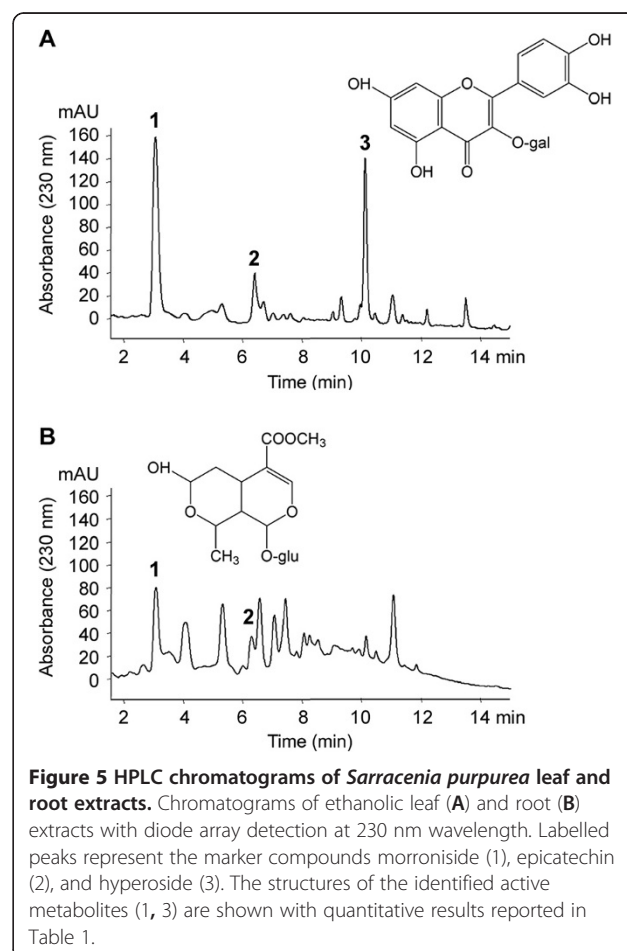 A
OH
OH
HO
O
O-gal
OH
O
mAU
160
140
120
100
80
60
40
20
0
Absorbance (230 nm)
1
2
3
2 4 6 8 10 12 14 min
Time (min)
B
COOCH3
OH
O
O
CH3
O-glu
mAU
160
140
120
100
80
60
40
20
0
Absorbance (230 nm)
1
2
2 4 6 8 10 12 14 min
Time (min)
Figure 5 HPLC chromatograms of Sarracenia purpurea leaf and
root extracts. Chromatograms of ethanolic leaf (A) and root (B)
extracts with diode array detection at 230 nm wavelength. Labelled
peaks represent the marker compounds morroniside (1), epicatechin
(2), and hyperoside (3). The structures of the identified active
metabolites (1, 3) are shown with quantitative results reported in
Table 1.